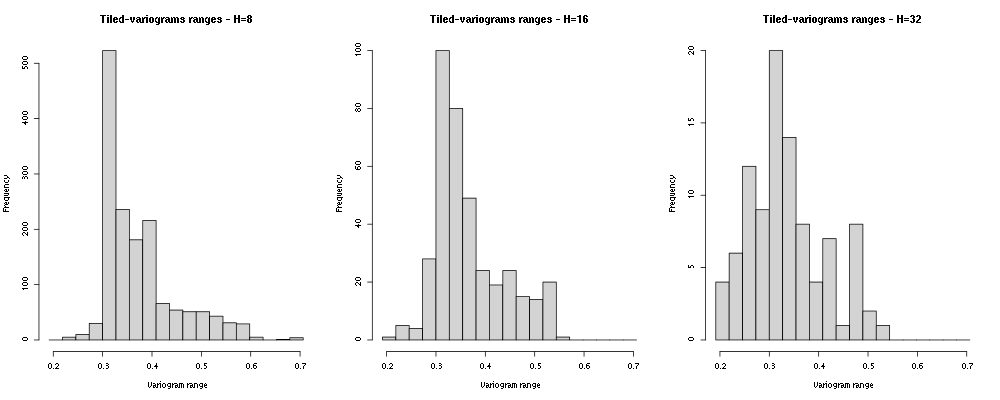 Tiled-variograms ranges - H=8
Frequency
500
400
300
200
100
0
0.2 0.3 0.4 0.5 0.6 0.7
Variogram range
Tiled-variograms ranges - H=16
Frequency
100
80
60
40
20
0
0.2 0.3 0.4 0.5 0.6 0.7
Variogram range
Tiled-variograms ranges - H=32
Frequency
20
15
10
5
0
0.2 0.3 0.4 0.5 0.6 0.7
Variogram range